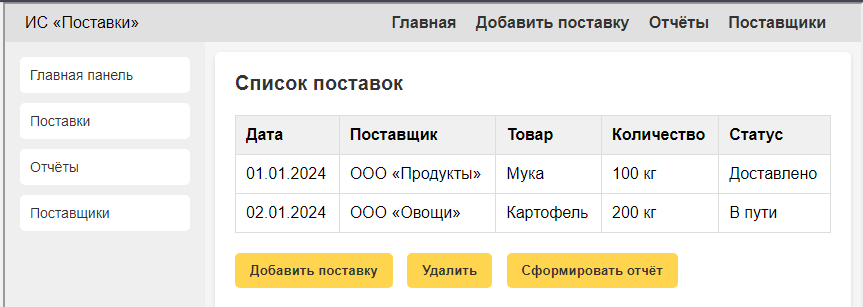 ИС «Поставки» Главная Добавить поставку Отчёты Поставщики
Главная панель
Поставки
Отчёты
Поставщики
Список поставок
Дата Поставщик Товар Количество Статус
01.01.2024 ООО «Продукты» Мука 100 кг Доставлено
02.01.2024 ООО «Овощи» Картофель 200 кг В пути
Добавить поставку Удалить Сформировать отчёт